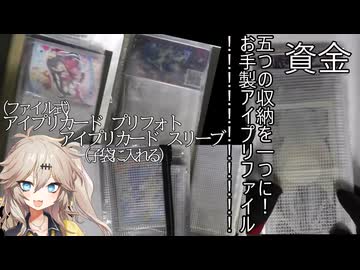 資金
五つの収納を一つに!
お手製アイプリファイル
!!!!!!!!!!!!!!
(ファイル式)
アイプリカード プリフォト
アイプリカード スリーブ
(子袋に入れる)